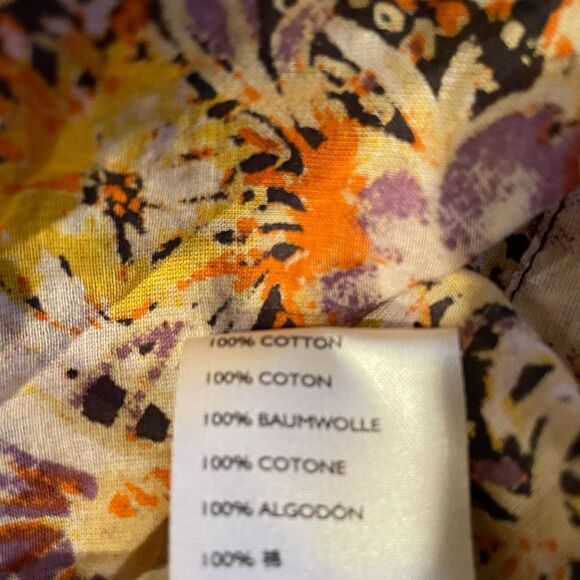 100% COTTON
100% COTON
100% BAUMWOLLE
100% COTONE
100% ALGODÓN
100% 棉